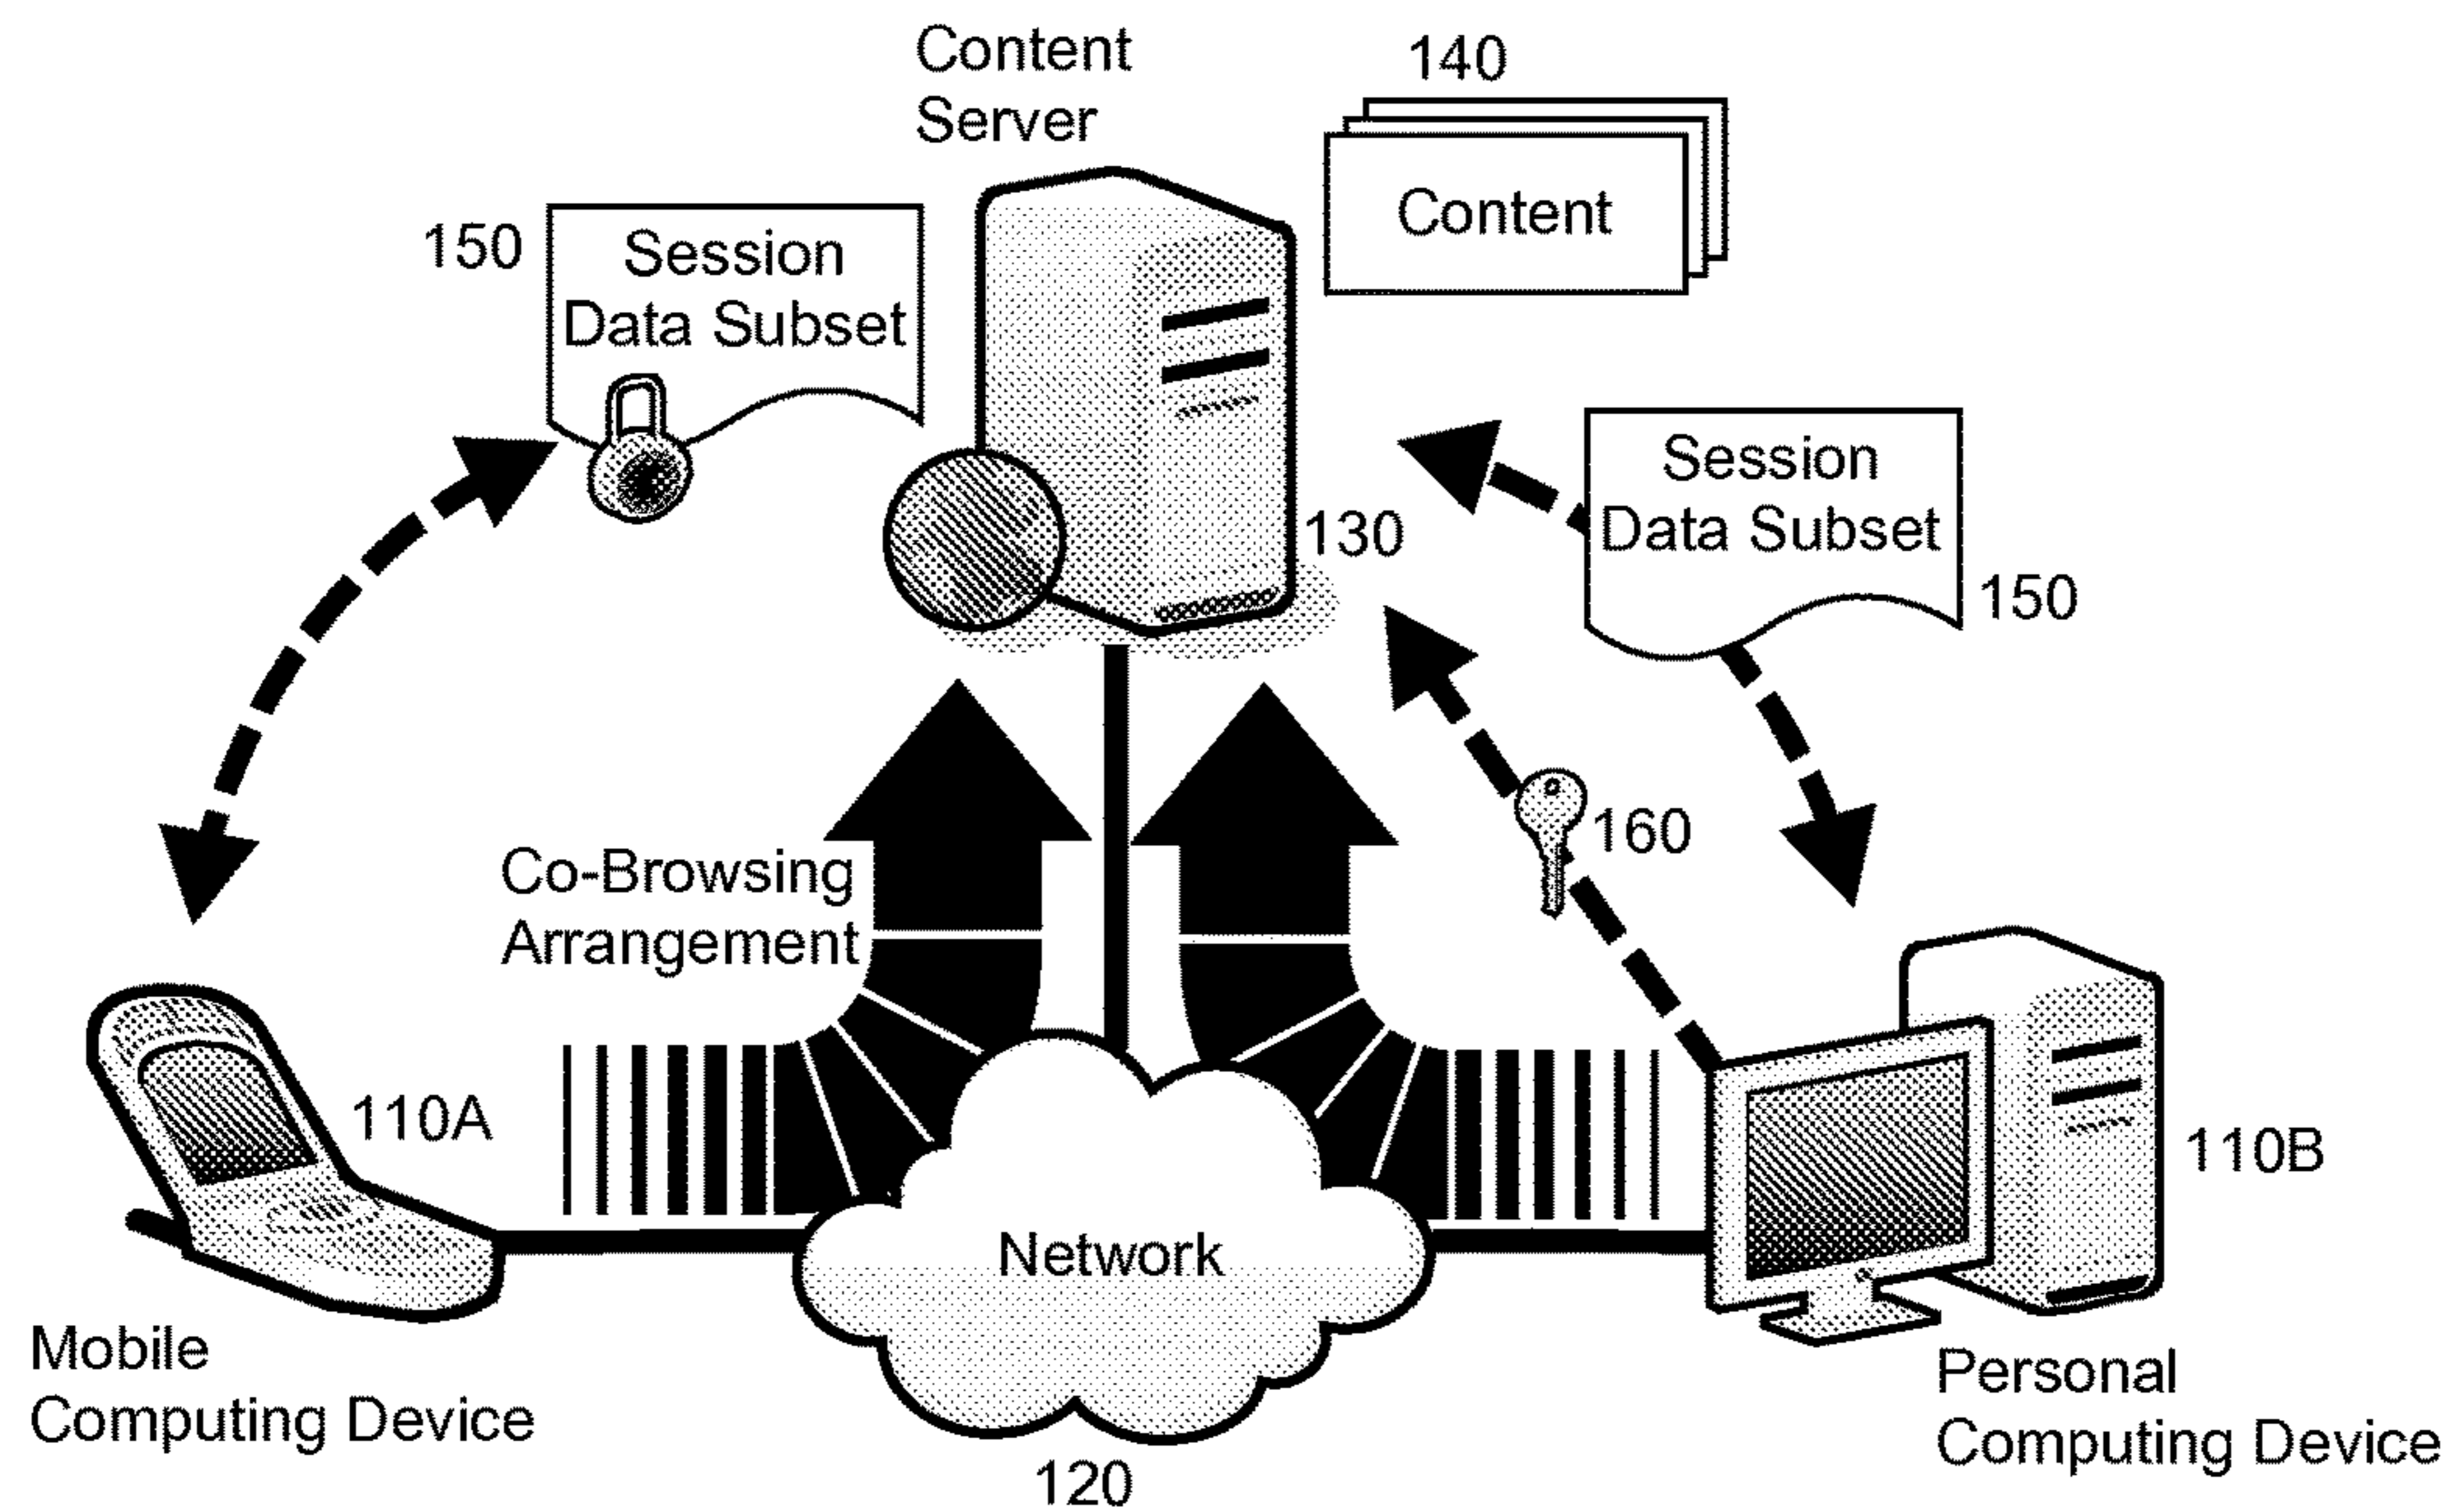 Content
Server
140
Content
150
Session
Data Subset
130
Session
Data Subset
150
160
Co-Browsing
Arrangement
110A
110B
Network
Mobile
Computing Device
Personal
Computing Device
120